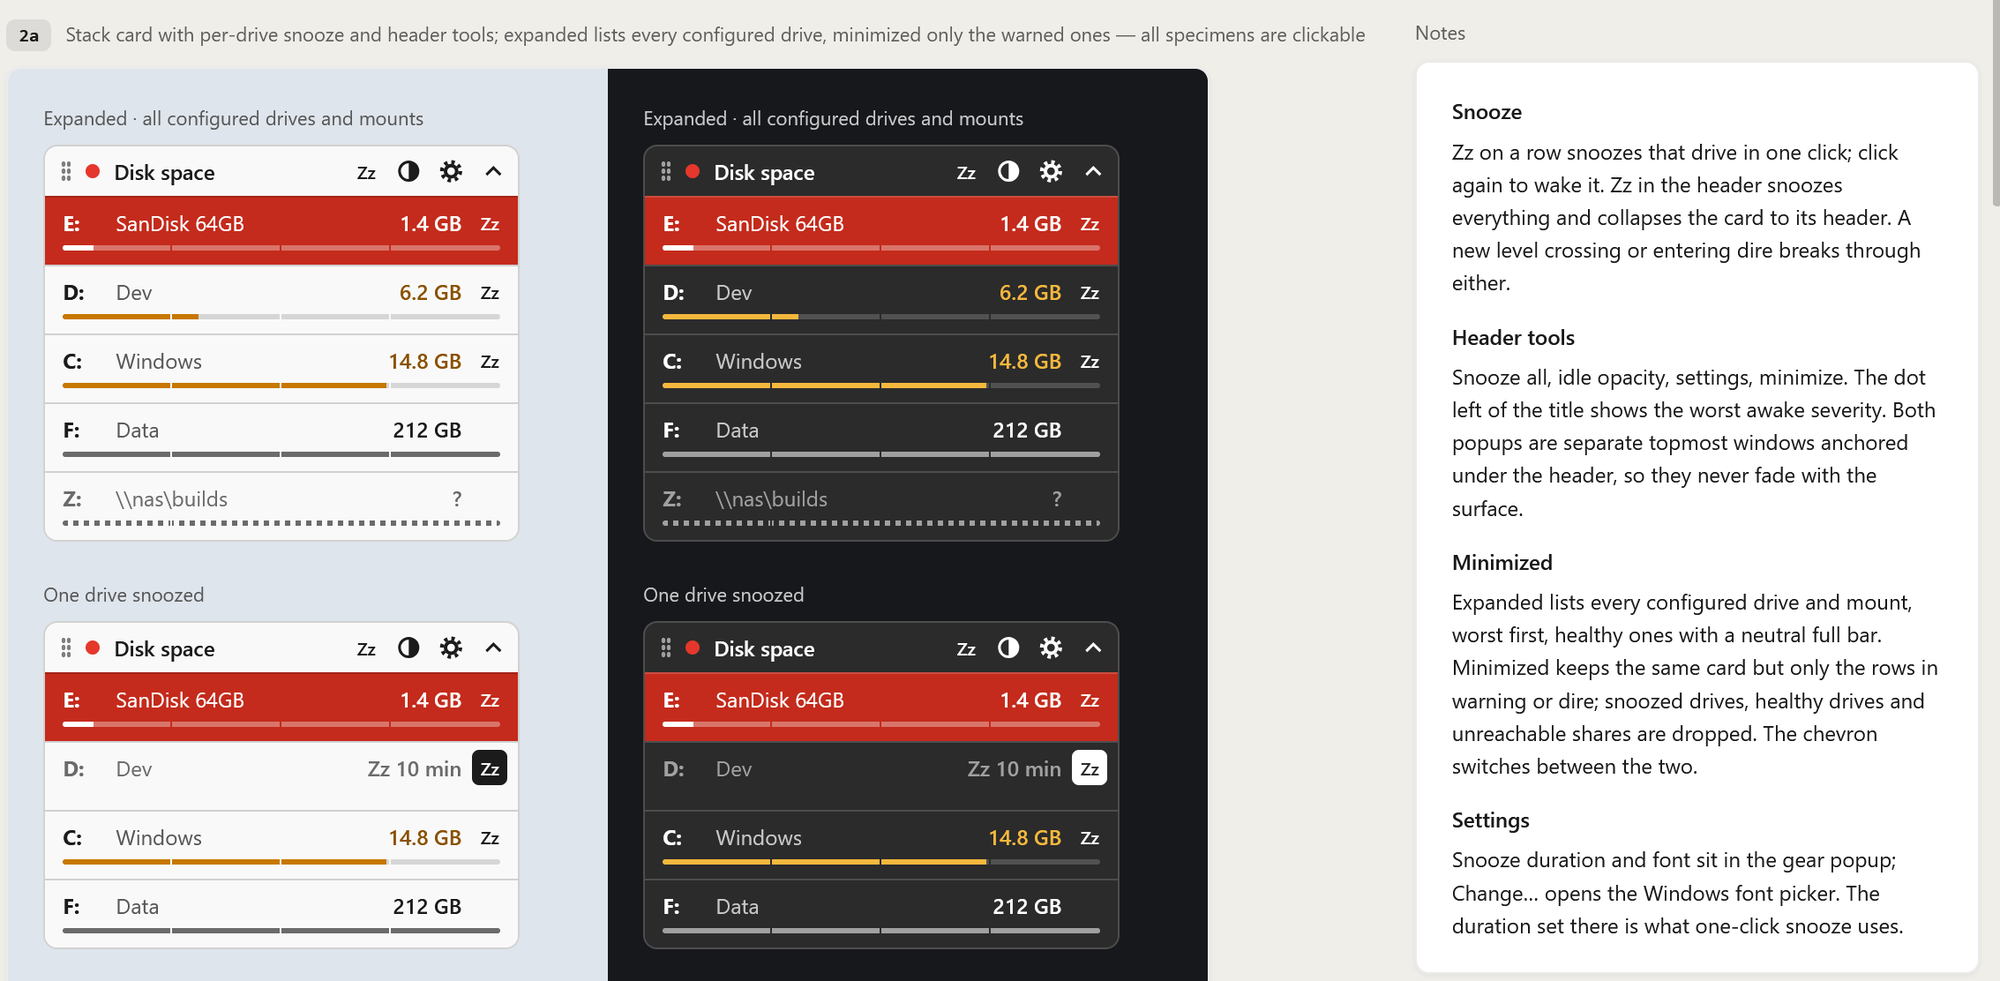 2a Stack card with per-drive snooze and header tools; expanded lists every configured drive, minimized only the warned ones — all specimens are clickable
Expanded · all configured drives and mounts
Disk space Zz
E: SanDisk 64GB 1.4 GB Zz
D: Dev 6.2 GB Zz
C: Windows 14.8 GB Zz
F: Data 212 GB
Z: \\nas\builds ?
One drive snoozed
Disk space Zz
E: SanDisk 64GB 1.4 GB Zz
D: Dev Zz 10 min Zz
C: Windows 14.8 GB Zz
F: Data 212 GB
Expanded · all configured drives and mounts
Disk space Zz
E: SanDisk 64GB 1.4 GB Zz
D: Dev 6.2 GB Zz
C: Windows 14.8 GB Zz
F: Data 212 GB
Z: \\nas\builds ?
One drive snoozed
Disk space Zz
E: SanDisk 64GB 1.4 GB Zz
D: Dev Zz 10 min Zz
C: Windows 14.8 GB Zz
F: Data 212 GB
Notes
Snooze
Zz on a row snoozes that drive in one click; click
again to wake it. Zz in the header snoozes
everything and collapses the card to its header. A
new level crossing or entering dire breaks through
either.
Header tools
Snooze all, idle opacity, settings, minimize. The dot
left of the title shows the worst awake severity. Both
popups are separate topmost windows anchored
under the header, so they never fade with the
surface.
Minimized
Expanded lists every configured drive and mount,
worst first, healthy ones with a neutral full bar.
Minimized keeps the same card but only the rows in
warning or dire; snoozed drives, healthy drives and
unreachable shares are dropped. The chevron
switches between the two.
Settings
Snooze duration and font sit in the gear popup;
Change... opens the Windows font picker. The
duration set there is what one-click snooze uses.